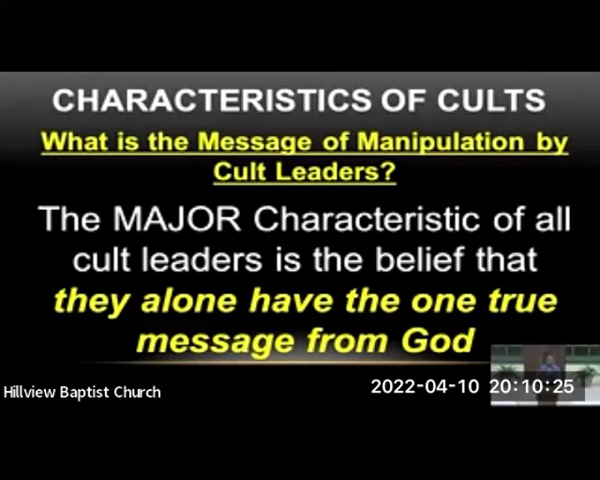 CHARACTERISTICS OF CULTS
What is the Message of Manipulation by
Cult Leaders?
The MAJOR Characteristic of all
cult leaders is the belief that
they alone have the one true
message from God
Hillview Baptist Church
2022-04-10 20:10:25